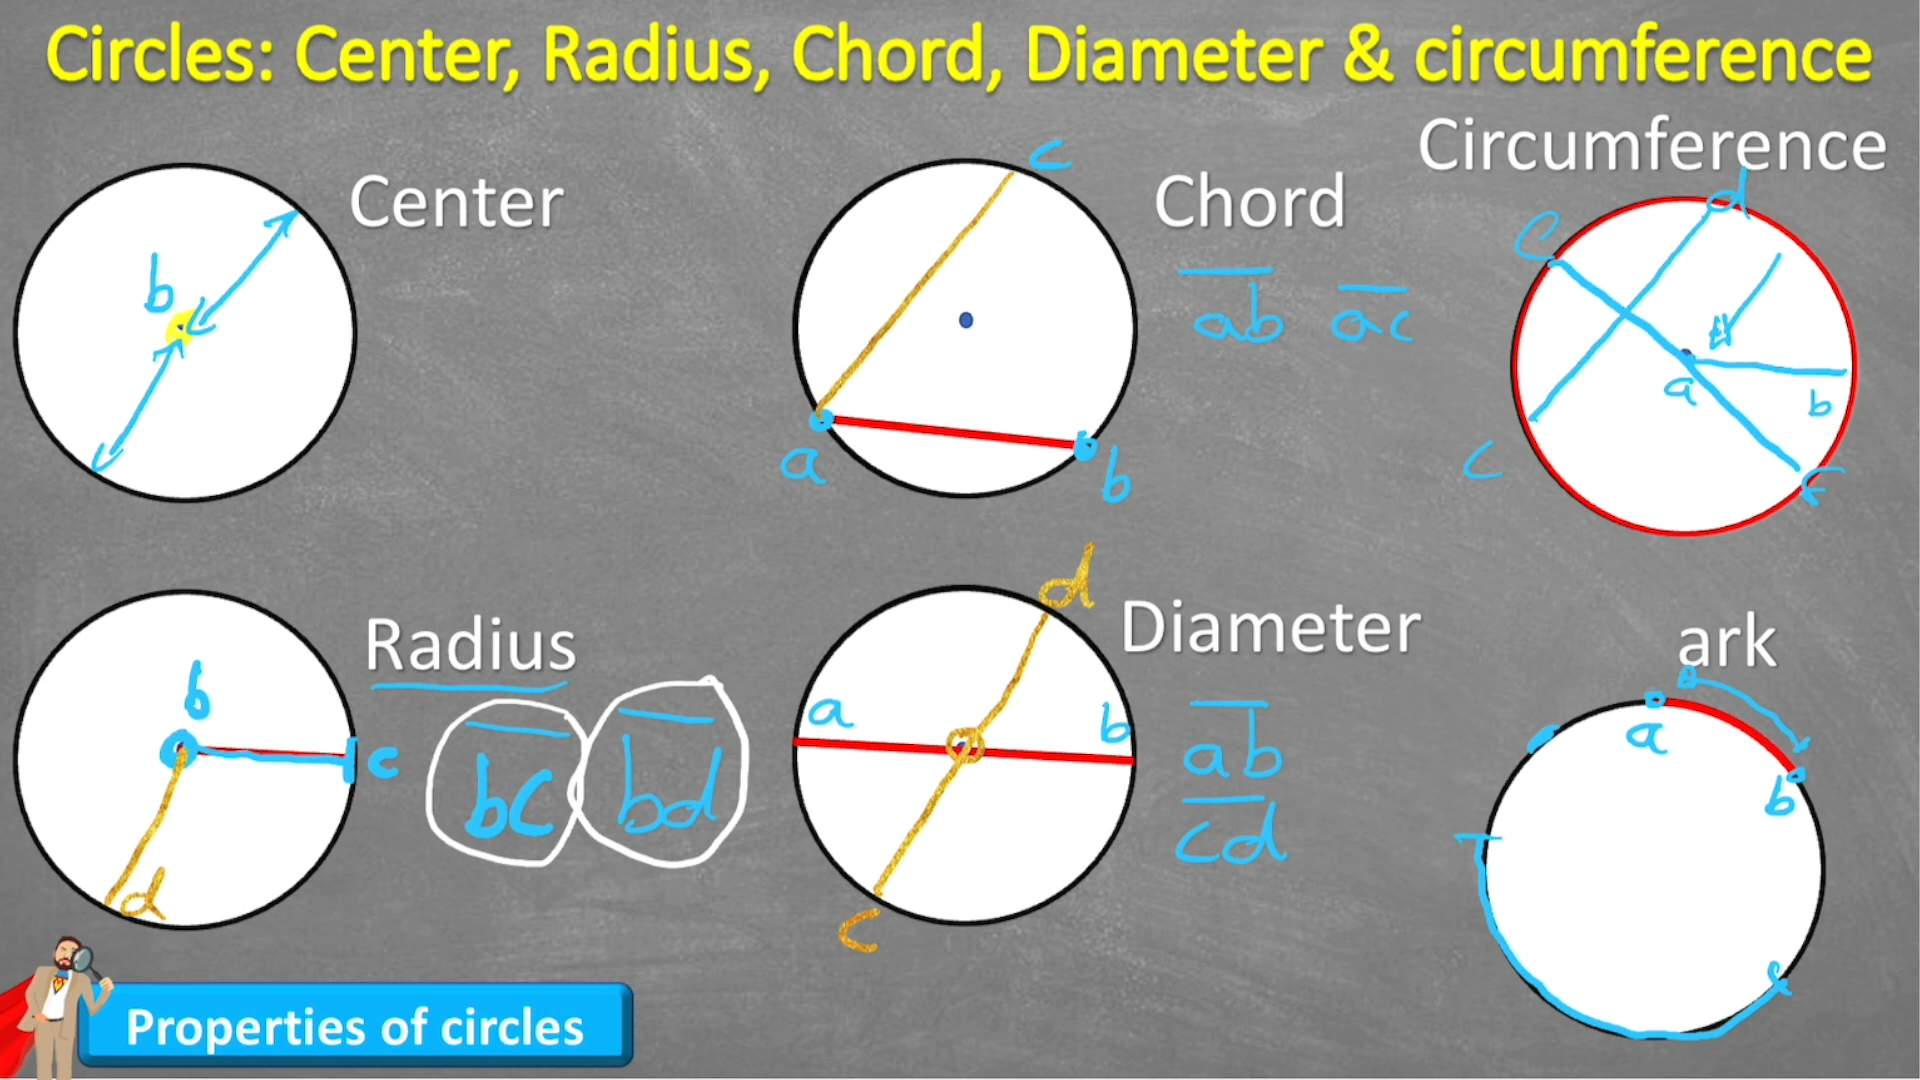 Circles: Center, Radius, Chord, Diameter & circumference
Center
b
Chord
c
a
b
ab ac
Circumference
d
C
a
b
c
E
Radius
b
c
d
bc bd
Diameter
d
a
b
c
ab
cd
ark
a
b
Properties of circles